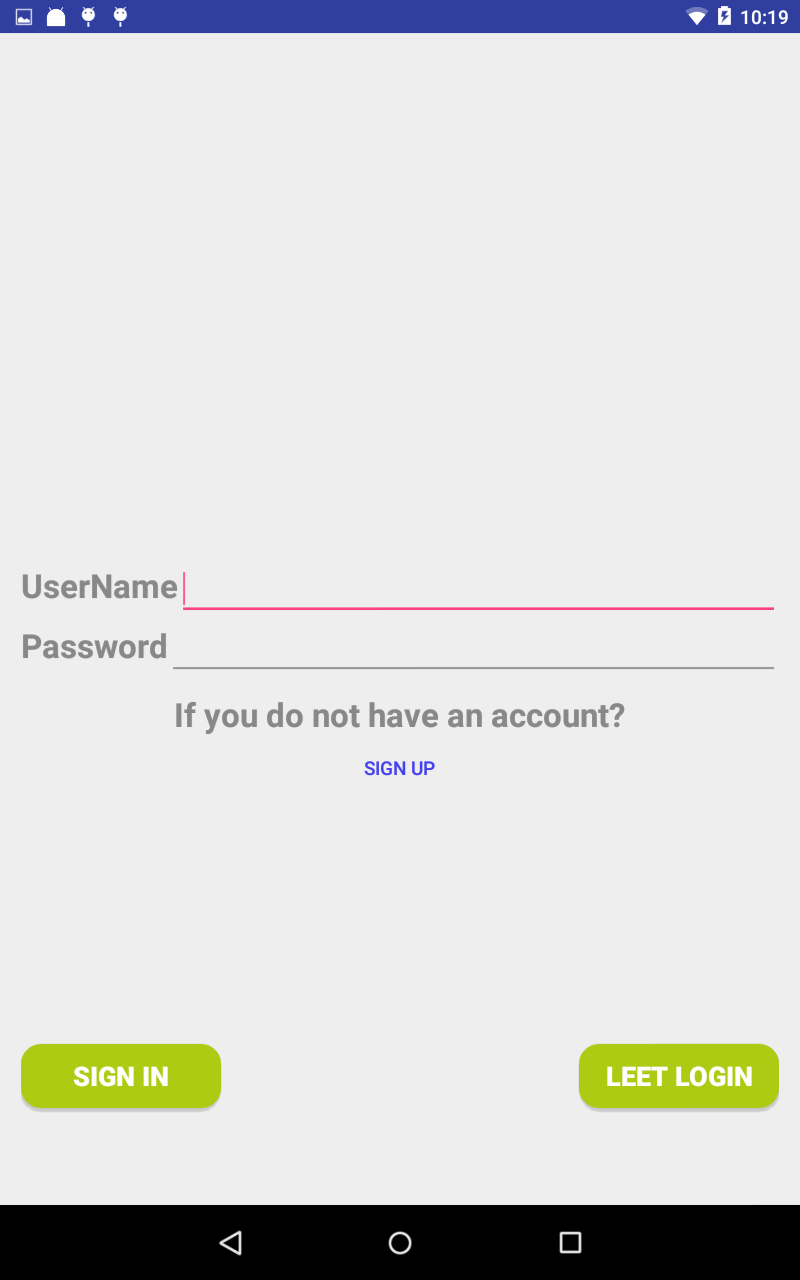 10:19
UserName
Password
If you do not have an account?
SIGN UP
SIGN IN
LEET LOGIN